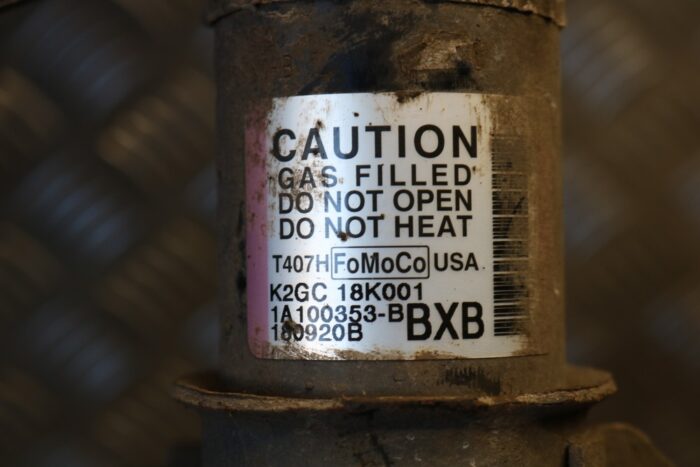 CAUTION
GAS FILLED
DO NOT OPEN
DO NOT HEAT
T407H FoMoCo USA
K2GC 18K001
1A100353-B BXB
180920B